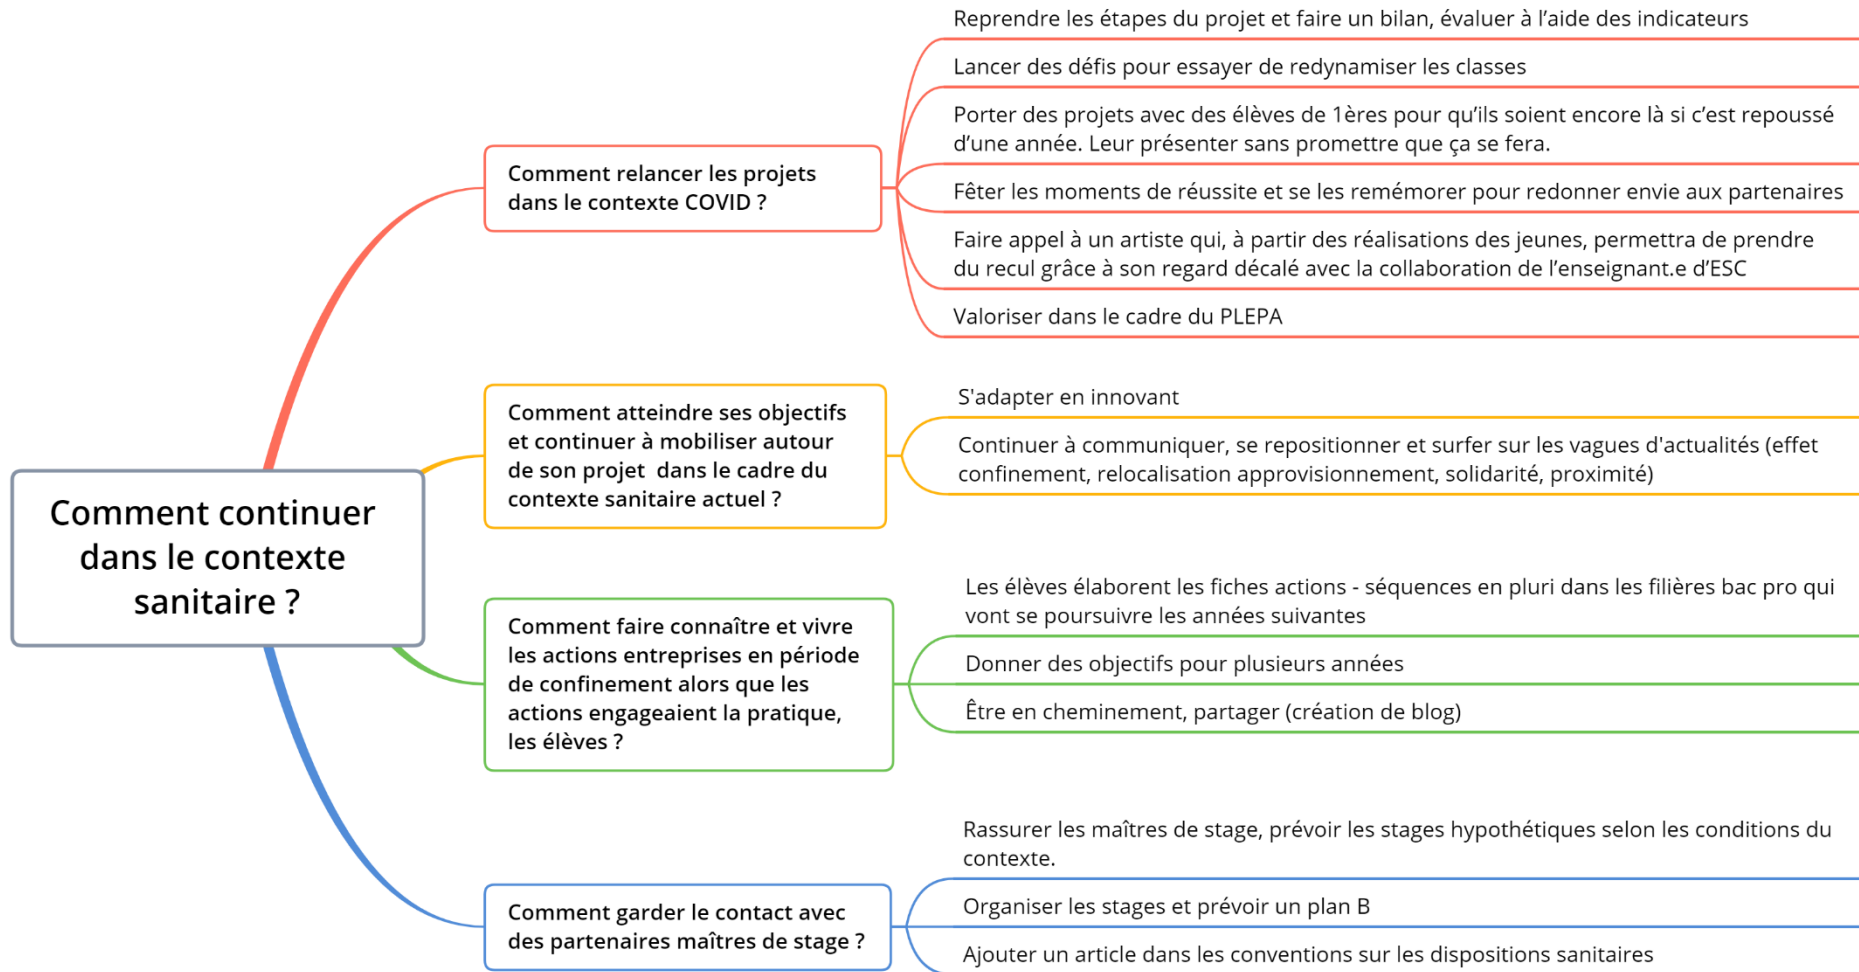 Comment continuer
dans le contexte
sanitaire ?
Comment relancer les projets
dans le contexte COVID ?
Reprendre les étapes du projet et faire un bilan, évaluer à l’aide des indicateurs
Lancer des défis pour essayer de redynamiser les classes
Porter des projets avec des élèves de 1ères pour qu’ils soient encore là si c’est repoussé
d’une année. Leur présenter sans promettre que ça se fera.
Fêter les moments de réussite et se les remémorer pour redonner envie aux partenaires
Faire appel à un artiste qui, à partir des réalisations des jeunes, permettra de prendre
du recul grâce à son regard décalé avec la collaboration de l’enseignant.e d’ESC
Valoriser dans le cadre du PLEPA
Comment atteindre ses objectifs
et continuer à mobiliser autour
de son projet dans le cadre du
contexte sanitaire actuel ?
S'adapter en innovant
Continuer à communiquer, se repositionner et surfer sur les vagues d'actualités (effet
confinement, relocalisation approvisionnement, solidarité, proximité)
Comment faire connaître et vivre
les actions entreprises en période
de confinement alors que les
actions engageaient la pratique,
les élèves ?
Les élèves élaborent les fiches actions - séquences en pluri dans les filières bac pro qui
vont se poursuivre les années suivantes
Donner des objectifs pour plusieurs années
Être en cheminement, partager (création de blog)
Comment garder le contact avec
des partenaires maîtres de stage ?
Rassurer les maîtres de stage, prévoir les stages hypothétiques selon les conditions du
contexte.
Organiser les stages et prévoir un plan B
Ajouter un article dans les conventions sur les dispositions sanitaires